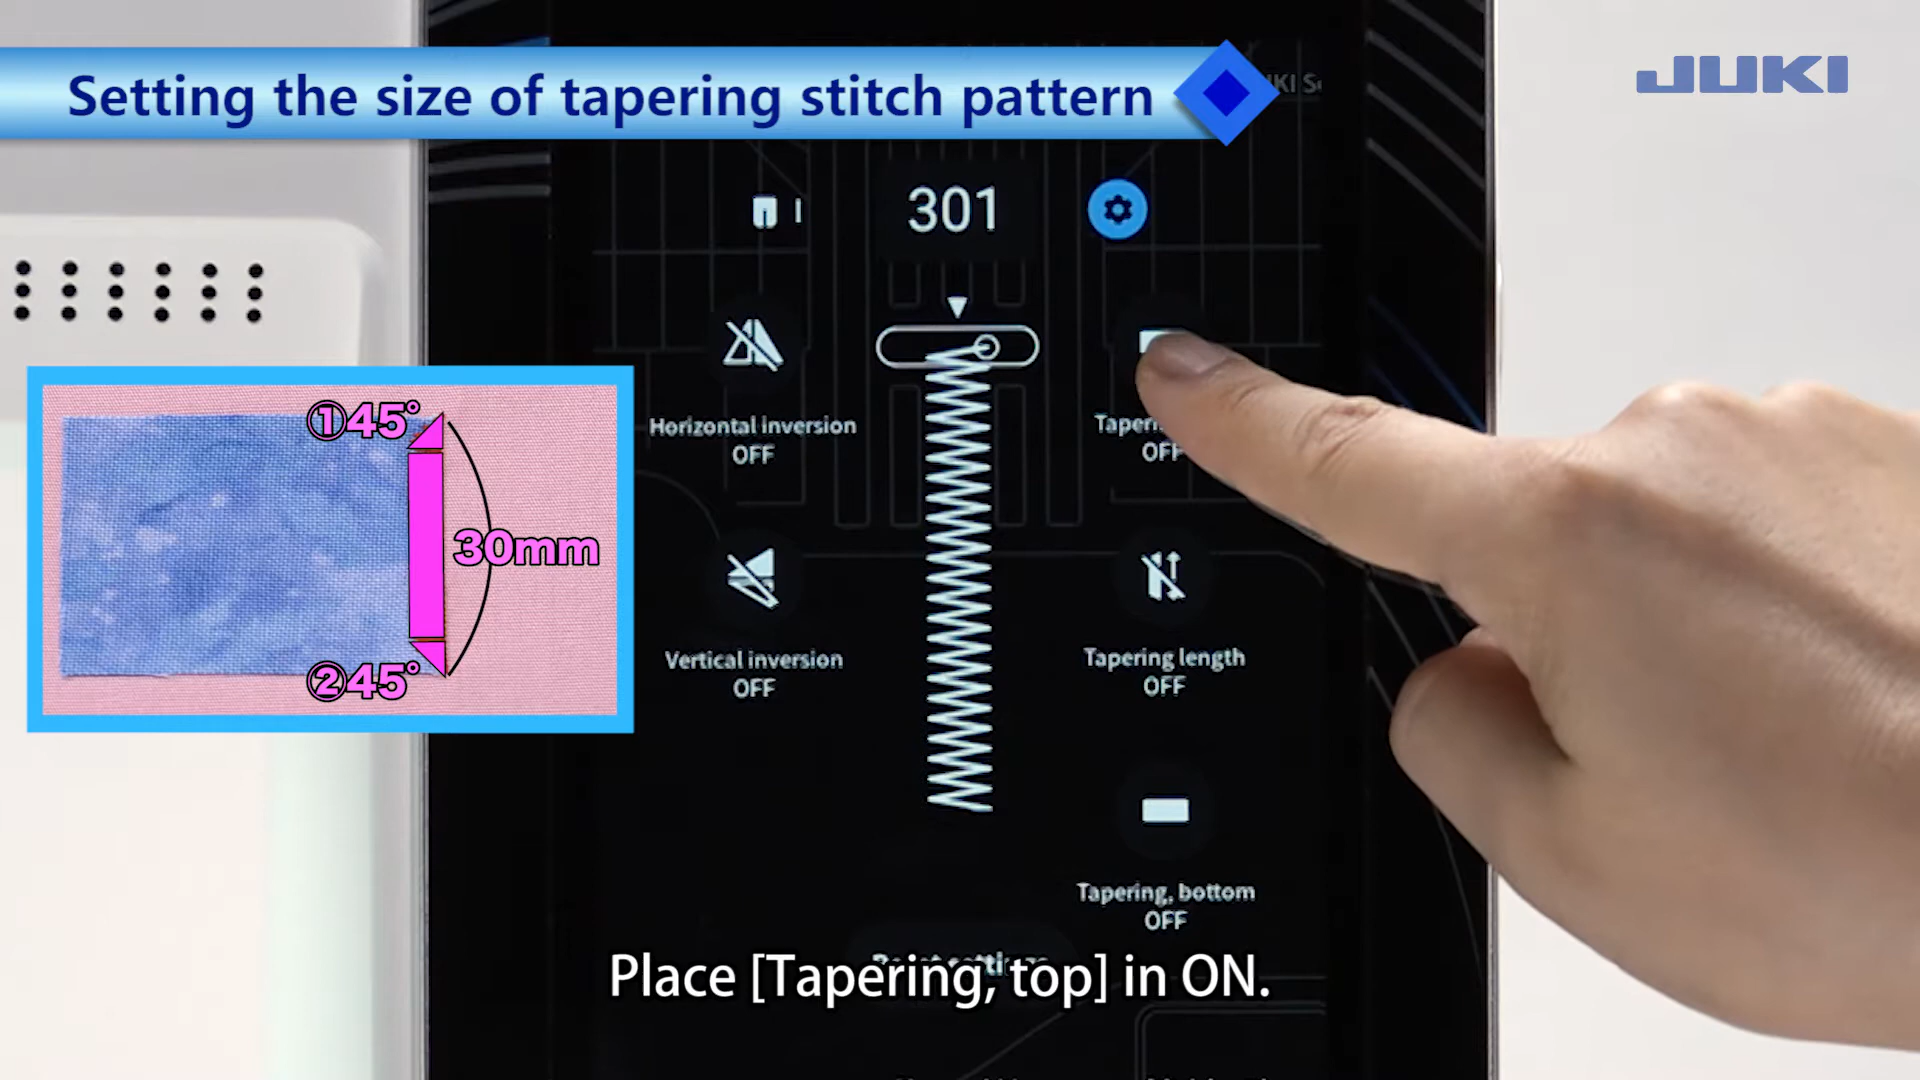 Setting the size of tapering stitch pattern
JUKI
301
Horizontal inversion
OFF
OFF
①45°
30mm
②45°
Vertical inversion
OFF
Tapering length
OFF
Tapering, bottom
OFF
Place [Tapering, top] in ON.